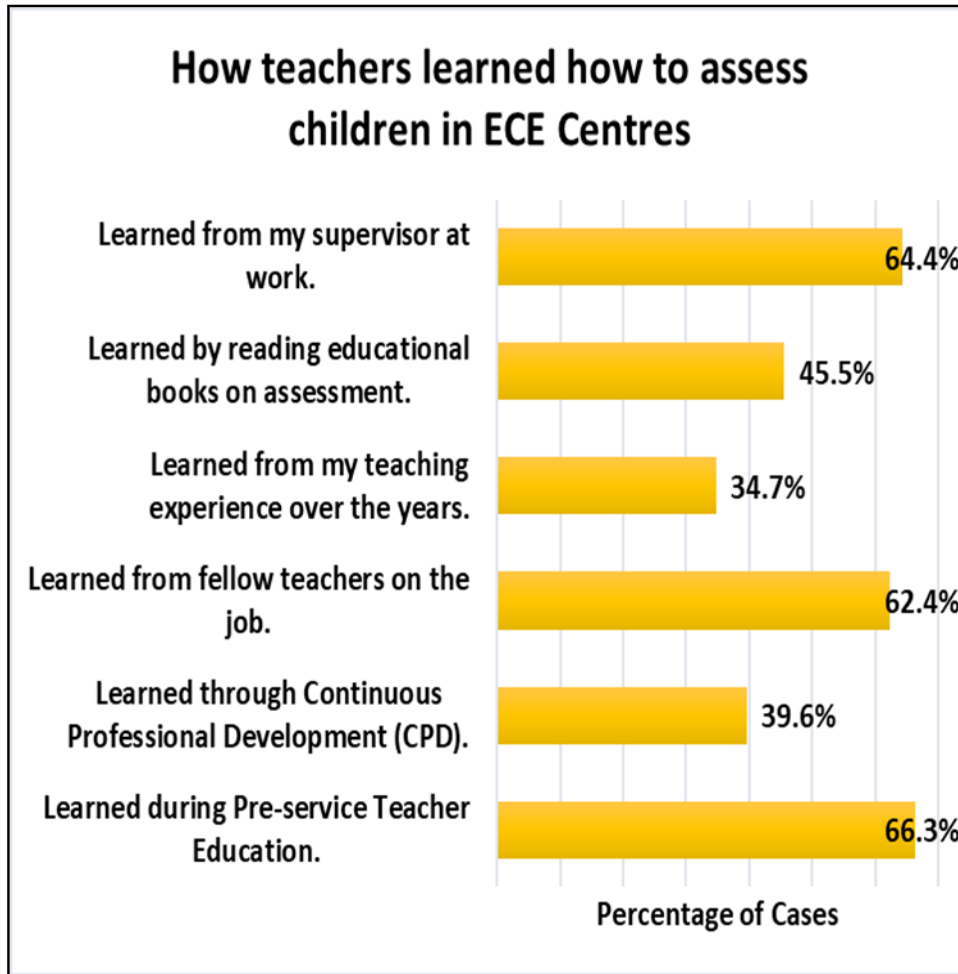 How teachers learned how to assess
children in ECE Centres
Learned from my supervisor at
work.
64.4%
Learned by reading educational
books on assessment.
45.5%
Learned from my teaching
experience over the years.
34.7%
Learned from fellow teachers on the
job.
62.4%
Learned through Continuous
Professional Development (CPD).
39.6%
Learned during Pre-service Teacher
Education.
66.3%
Percentage of Cases